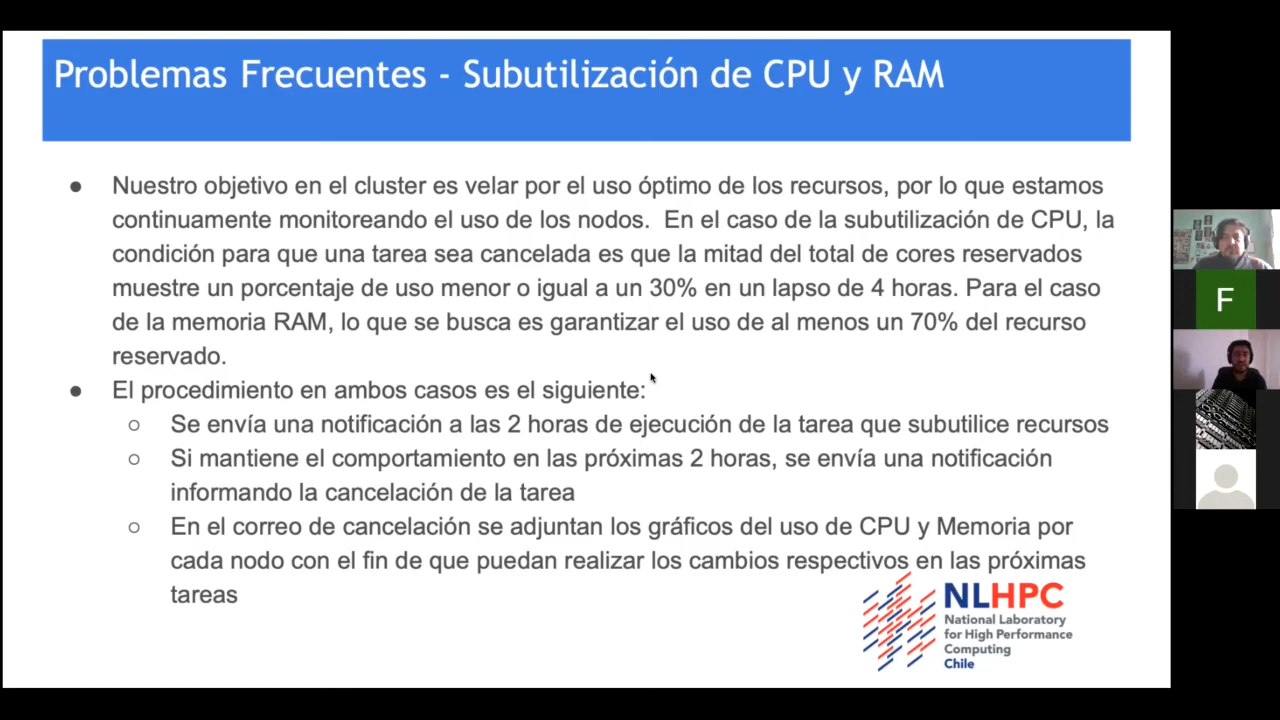 Problemas Frecuentes - Subutilización de CPU y RAM
● Nuestro objetivo en el cluster es velar por el uso óptimo de los recursos, por lo que estamos
continuamente monitoreando el uso de los nodos. En el caso de la subutilización de CPU, la
condición para que una tarea sea cancelada es que la mitad del total de cores reservados
muestre un porcentaje de uso menor o igual a un 30% en un lapso de 4 horas. Para el caso
de la memoria RAM, lo que se busca es garantizar el uso de al menos un 70% del recurso
reservado.
● El procedimiento en ambos casos es el siguiente:
○ Se envía una notificación a las 2 horas de ejecución de la tarea que subutilice recursos
○ Si mantiene el comportamiento en las próximas 2 horas, se envía una notificación
informando la cancelación de la tarea
○ En el correo de cancelación se adjuntan los gráficos del uso de CPU y Memoria por
cada nodo con el fin de que puedan realizar los cambios respectivos en las próximas
tareas
NLHPC
National Laboratory
for High Performance
Computing
Chile
F